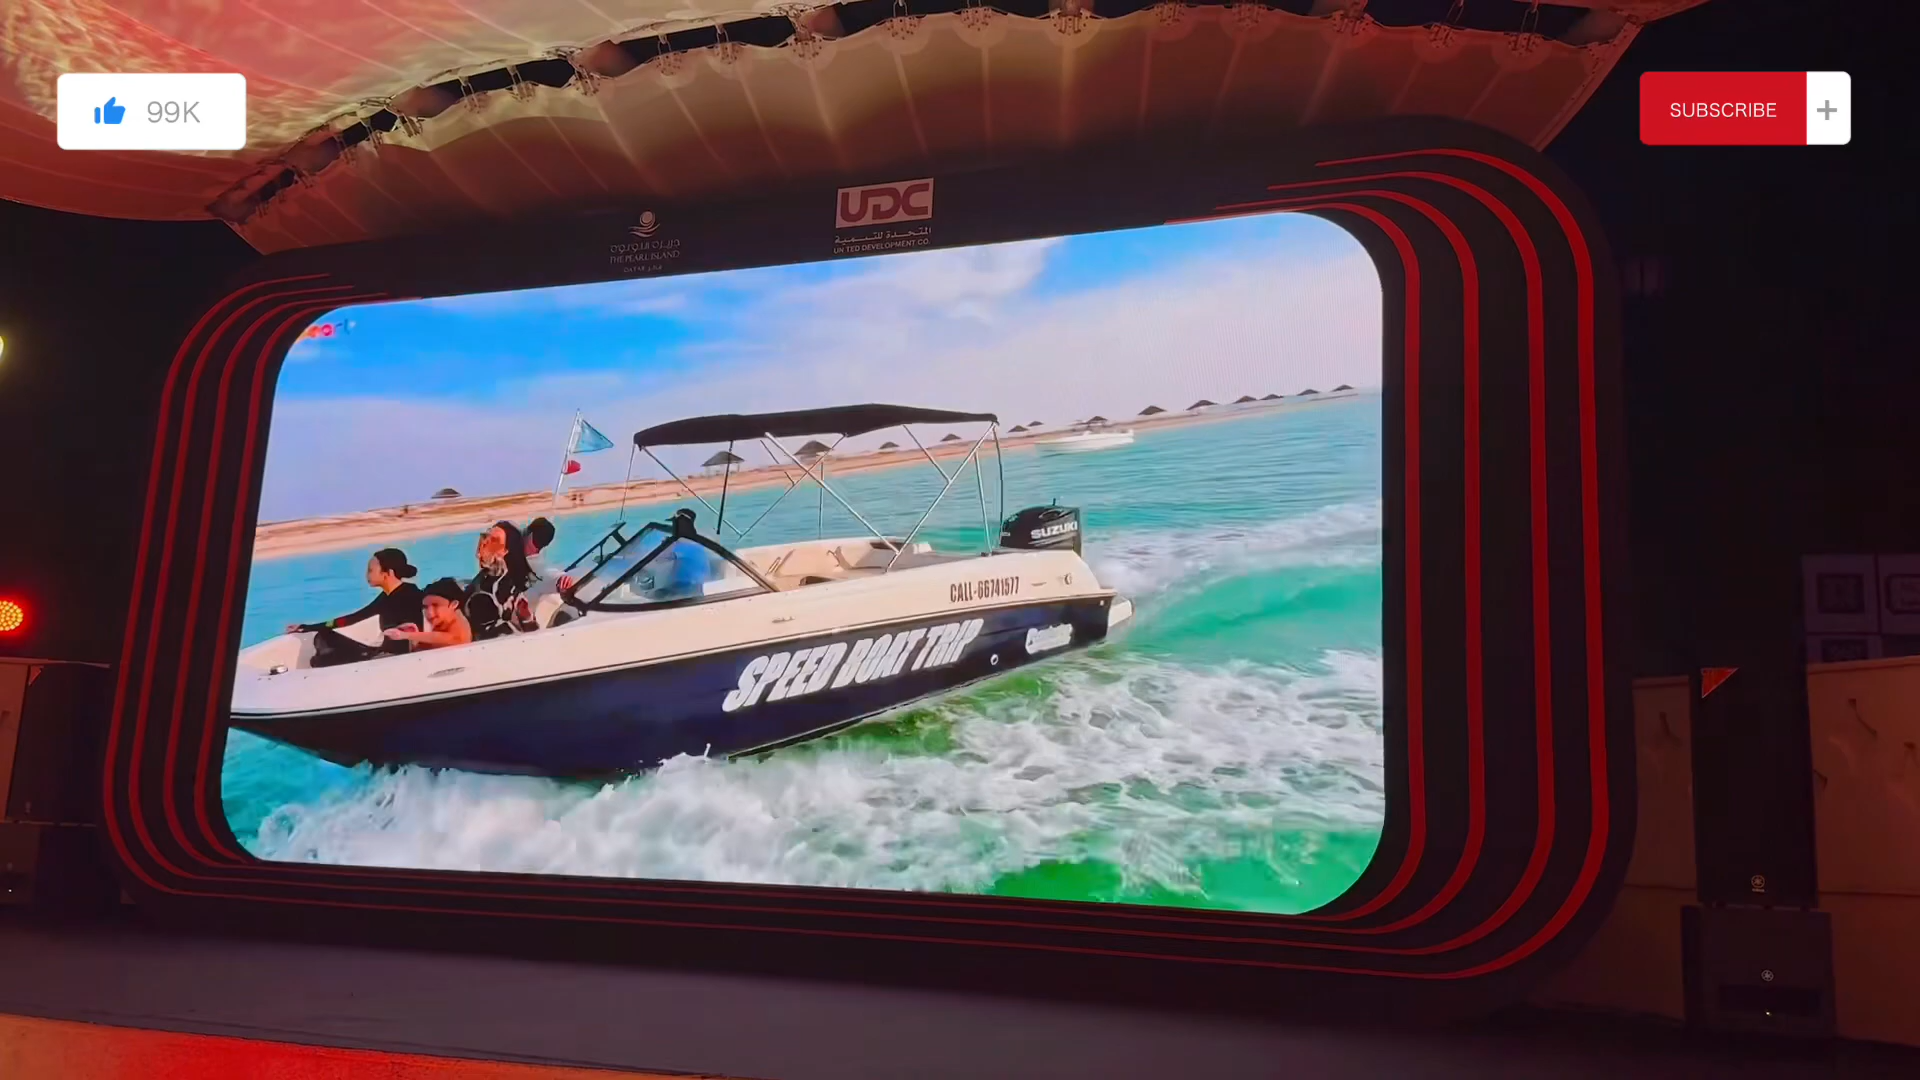 99K
SUBSCRIBE
UDC
المتحدة للتنمية
UNITED DEVELOPMENT CO.
THE PEARL ISLAND
SUZUKI
CALL-66741577
SPEED BOAT TRIP